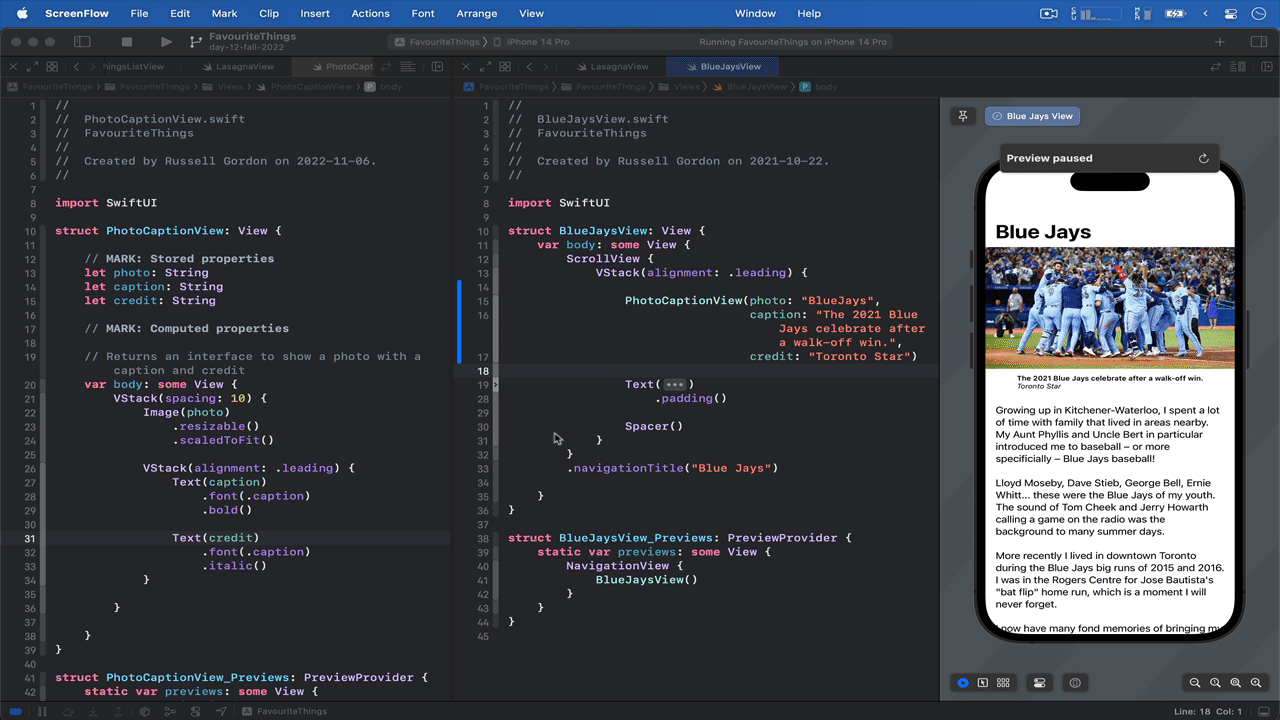 ScreenFlow File Edit Mark Clip Insert Actions Font Arrange View Window Help
FavouriteThings
day-12-fall-2022
FavouriteThings iPhone 14 Pro Running FavouriteThings on iPhone 14 Pro
hingsListView LasagnaView PhotoCapt
FavouriteThings FavouriteThings Views PhotoCaptionView P body
1 //
2 // PhotoCaptionView.swift
3 // FavouriteThings
4 //
5 // Created by Russell Gordon on 2022-11-06.
6 //
7
8 import SwiftUI
9
10 struct PhotoCaptionView: View {
11
12 // MARK: Stored properties
13 let photo: String
14 let caption: String
15 let credit: String
16
17 // MARK: Computed properties
18
19 // Returns an interface to show a photo with a
caption and credit
20 var body: some View {
21 VStack(spacing: 10) {
22 Image(photo)
23 .resizable()
24 .scaledToFit()
25
26 VStack(alignment: .leading) {
27 Text(caption)
28 .font(.caption)
29 .bold()
30
31 Text(credit)
32 .font(.caption)
33 .italic()
34 }
35
36 }
37
38 }
39 }
40
41 struct PhotoCaptionView_Previews: PreviewProvider {
42 static var previews: some View {
LasagnaView BlueJaysView
FavouriteThings FavouriteThings Views BlueJaysView P body
1 //
2 // BlueJaysView.swift
3 // FavouriteThings
4 //
5 // Created by Russell Gordon on 2021-10-22.
6 //
7
8 import SwiftUI
9
10 struct BlueJaysView: View {
11 var body: some View {
12 ScrollView {
13 VStack(alignment: .leading) {
14
15 PhotoCaptionView(photo: "BlueJays",
16 caption: "The 2021 Blue
Jays celebrate after
a walk-off win.",
17 credit: "Toronto Star")
18
19 Text(•••)
28 .padding()
29
30 Spacer()
31 }
32 }
33 .navigationTitle("Blue Jays")
34
35 }
36 }
37
38 struct BlueJaysView_Previews: PreviewProvider {
39 static var previews: some View {
40 NavigationView {
41 BlueJaysView()
42 }
43 }
44 }
45
Blue Jays View
Preview paused
Blue Jays
The 2021 Blue Jays celebrate after a walk-off win.
Toronto Star
Growing up in Kitchener-Waterloo, I spent a lot
of time with family that lived in areas nearby.
My Aunt Phyllis and Uncle Bert in particular
introduced me to baseball – or more
specificially – Blue Jays baseball!
Lloyd Moseby, Dave Stieb, George Bell, Ernie
Whitt... these were the Blue Jays of my youth.
The sound of Tom Cheek and Jerry Howarth
calling a game on the radio was the
background to many summer days.
More recently I lived in downtown Toronto
during the Blue Jays big runs of 2015 and 2016.
I was in the Rogers Centre for Jose Bautista's
"bat flip" home run, which is a moment I will
never forget.
I now have many fond memories of bringing my
FavouriteThings
Line: 18 Col: 1